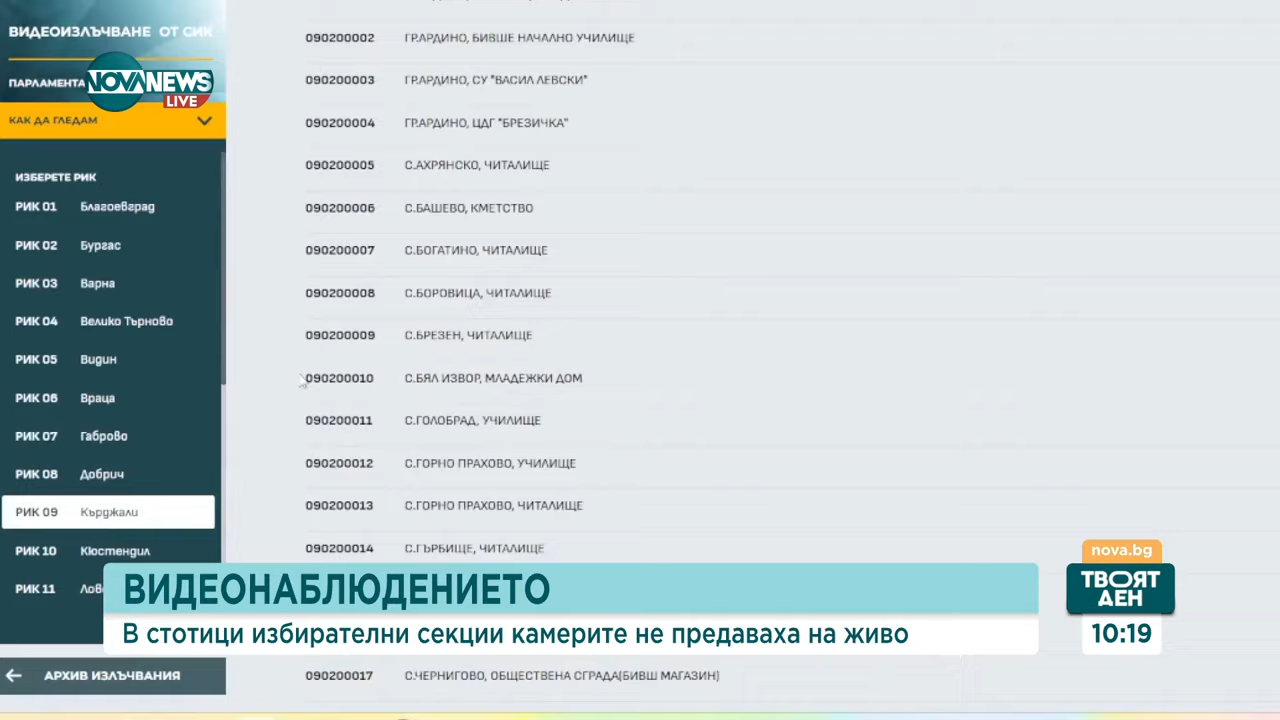 ВИДЕОИЗЛЪЧВАНЕ ОТ СИК
ПАРЛАМЕНТА
NOVANEWS
LIVE
КАК ДА ГЛЕДАМ
ИЗБЕРЕТЕ РИК
РИК 01 Благоевград
РИК 02 Бургас
РИК 03 Варна
РИК 04 Велико Търново
РИК 05 Видин
РИК 06 Враца
РИК 07 Габрово
РИК 08 Добрич
РИК 09 Кърджали
РИК 10 Кюстендил
РИК 11 Лов
АРХИВ ИЗЛЪЧВАНИЯ
090200002 ГР.АРДИНО, БИВШЕ НАЧАЛНО УЧИЛИЩЕ
090200003 ГР.АРДИНО, СУ "ВАСИЛ ЛЕВСКИ"
090200004 ГР.АРДИНО, ЦДГ "БРЕЗИЧКА"
090200005 С.АХРЯНСКО, ЧИТАЛИЩЕ
090200006 С.БАШЕВО, КМЕТСТВО
090200007 С.БОГАТИНО, ЧИТАЛИЩЕ
090200008 С.БОРОВИЦА, ЧИТАЛИЩЕ
090200009 С.БРЕЗЕН, ЧИТАЛИЩЕ
090200010 С.БЯЛ ИЗВОР, МЛАДЕЖКИ ДОМ
090200011 С.ГОЛОБРАД, УЧИЛИЩЕ
090200012 С.ГОРНО ПРАХОВО, УЧИЛИЩЕ
090200013 С.ГОРНО ПРАХОВО, ЧИТАЛИЩЕ
090200014 С.ГЪРБИЩЕ, ЧИТАЛИЩЕ
090200017 С.ЧЕРНИГОВО, ОБЩЕСТВЕНА СГРАДА(БИВШ МАГАЗИН)
ВИДЕОНАБЛЮДЕНИЕТО
В стотици избирателни секции камерите не предаваха на живо
nova.bg
ТВОЯТ
ДЕН
10:19